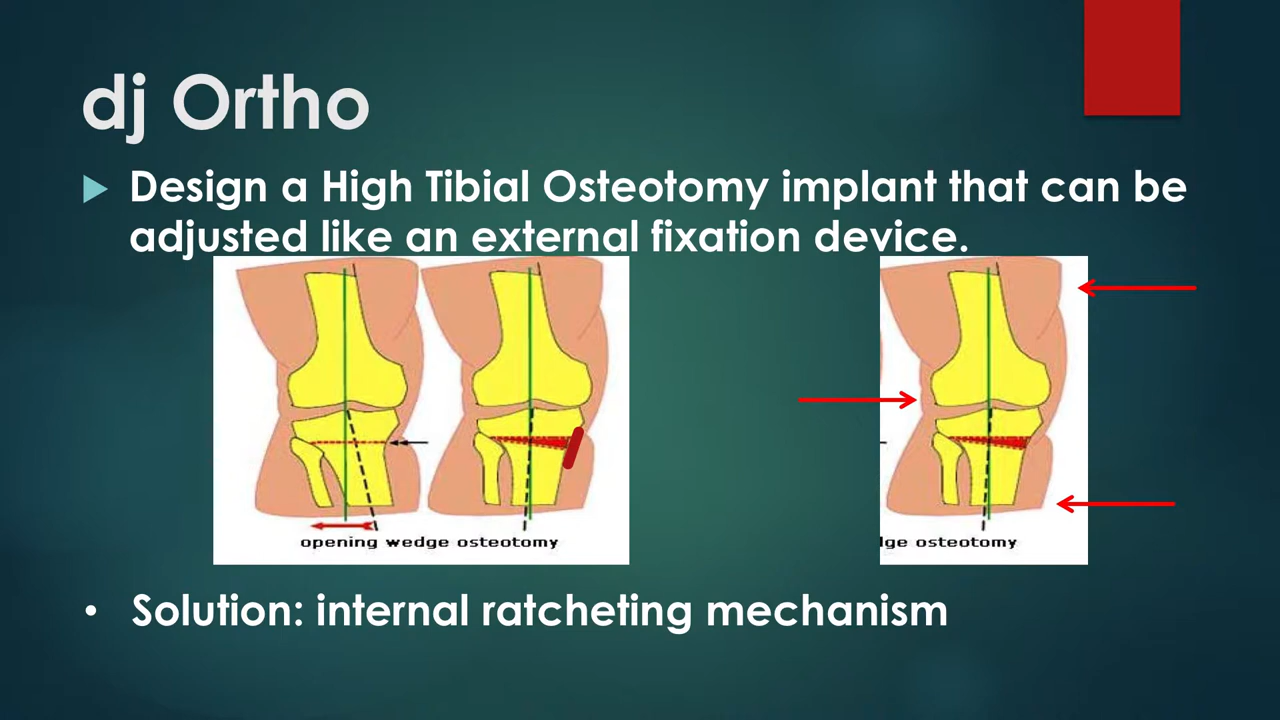 dj Ortho
Design a High Tibial Osteotomy implant that can be
adjusted like an external fixation device.
opening wedge osteotomy
lge osteotomy
• Solution: internal ratcheting mechanism